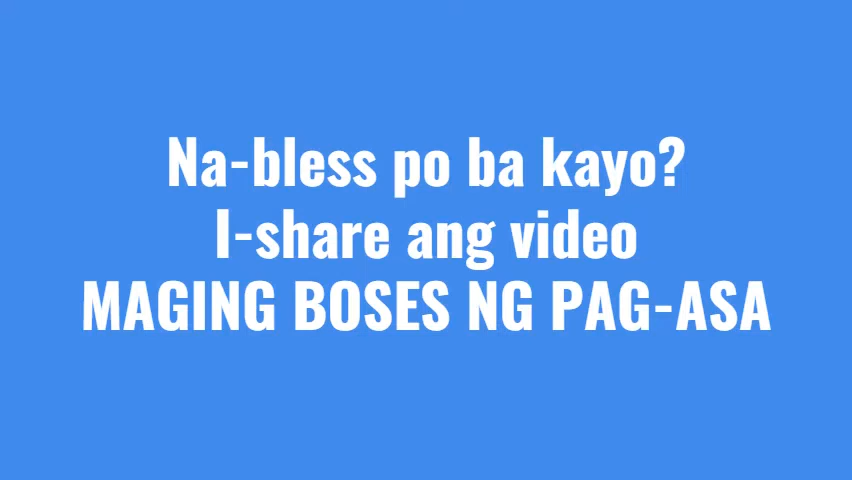 Na-bless po ba kayo?
I-share ang video
MAGING BOSES NG PAG-ASA